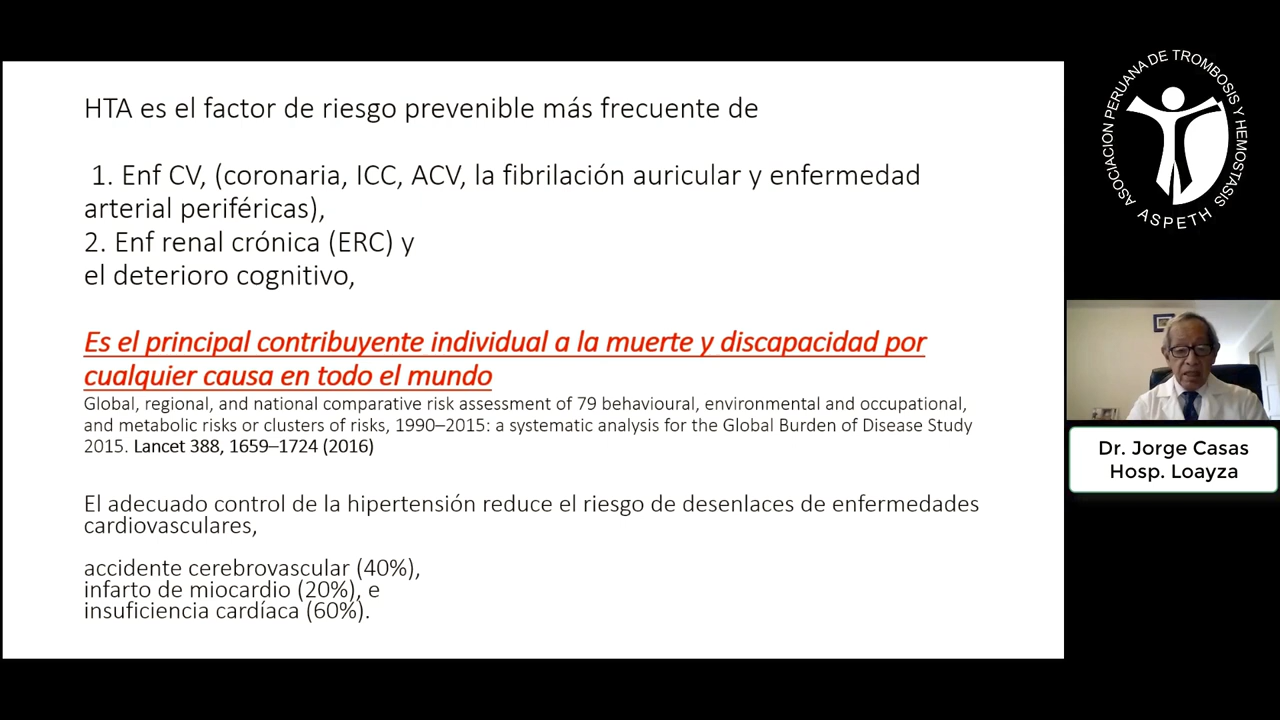 HTA es el factor de riesgo prevenible más frecuente de
1. Enf CV, (coronaria, ICC, ACV, la fibrilación auricular y enfermedad
arterial periféricas),
2. Enf renal crónica (ERC) y
el deterioro cognitivo,
Es el principal contribuyente individual a la muerte y discapacidad por
cualquier causa en todo el mundo
Global, regional, and national comparative risk assessment of 79 behavioural, environmental and occupational,
and metabolic risks or clusters of risks, 1990–2015: a systematic analysis for the Global Burden of Disease Study
2015. Lancet 388, 1659–1724 (2016)
El adecuado control de la hipertensión reduce el riesgo de desenlaces de enfermedades
cardiovasculares,
accidente cerebrovascular (40%),
infarto de miocardio (20%), e
insuficiencia cardíaca (60%).
ASOCIACION PERUANA DE TROMBOSIS Y HEMOSTASIS
ASPETH
Dr. Jorge Casas
Hosp. Loayza